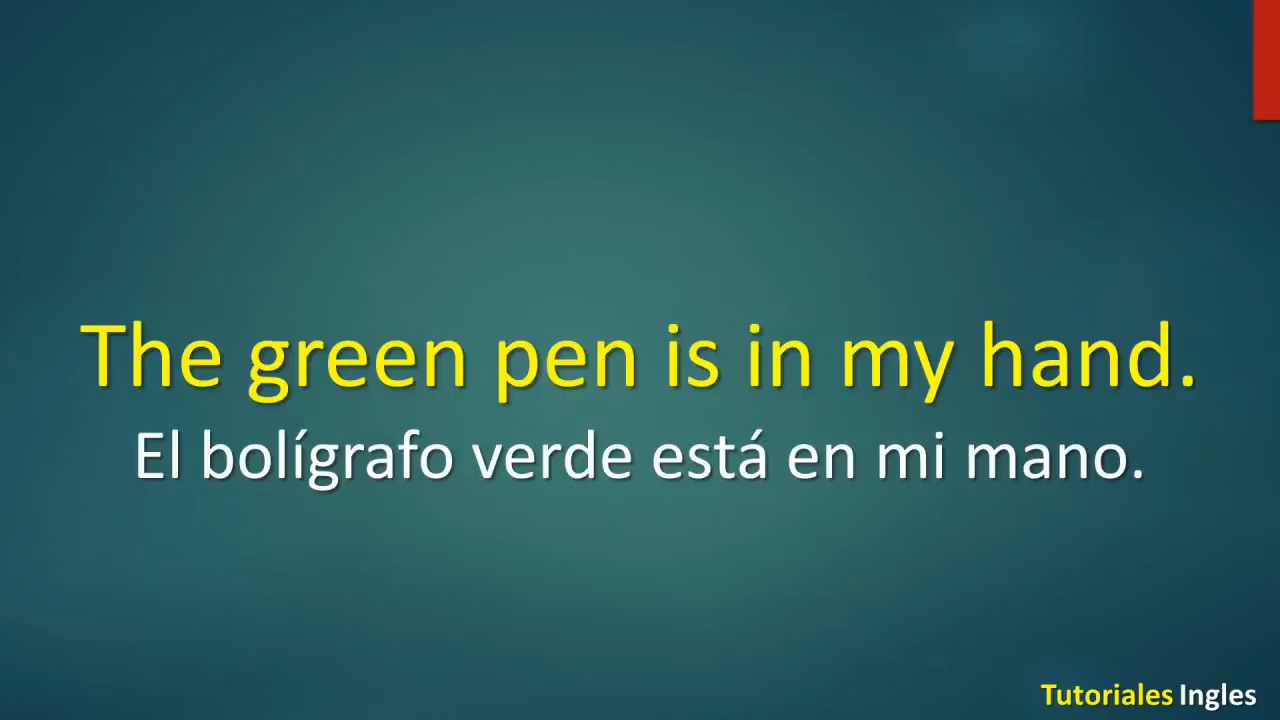 The green pen is in my hand.
El bolígrafo verde está en mi mano.
Tutoriales Ingles